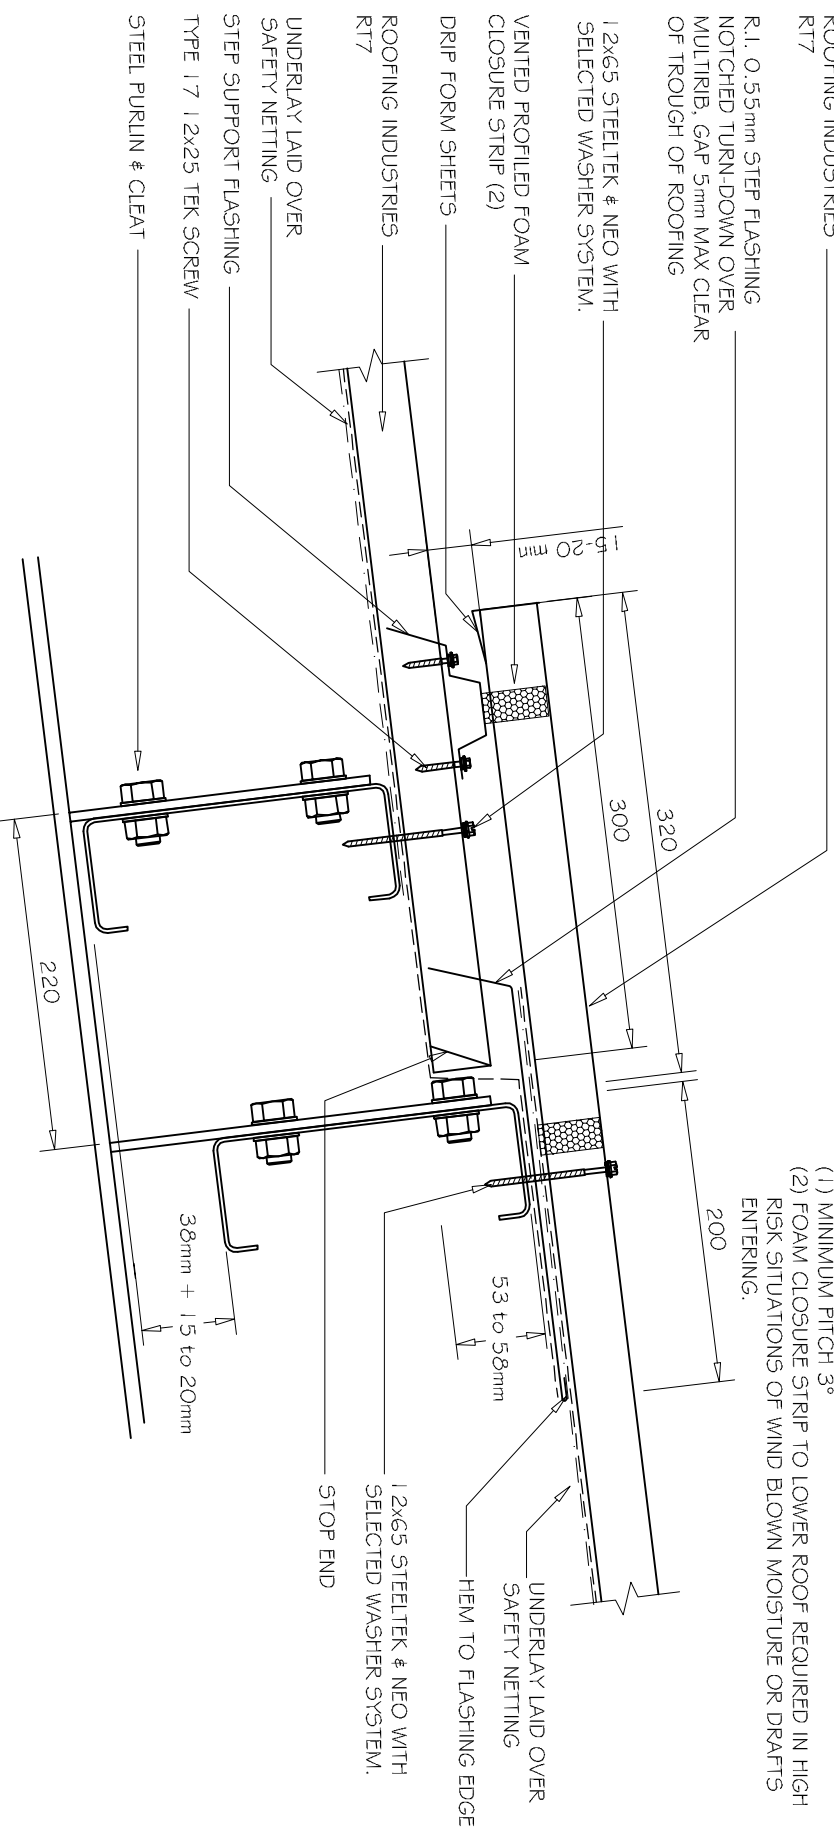 ROOFING INDUSTRIES
RT7
R.I. 0.55mm STEP FLASHING
NOTCHED TURN-DOWN OVER
MULTIRIB, GAP 5mm MAX CLEAR
OF TROUGH OF ROOFING
12x65 STEELTEK & NEO WITH
SELECTED WASHER SYSTEM.
VENTED PROFILED FOAM
CLOSURE STRIP (2)
DRIP FORM SHEETS
ROOFING INDUSTRIES
RT7
UNDERLAY LAID OVER
SAFETY NETTING
STEP SUPPORT FLASHING
TYPE 17 12x25 TEK SCREW
STEEL PURLIN & CLEAT
15-20 min
320
300
200
220
53 to 58mm
38mm + 15 to 20mm
(1) MINIMUM PITCH 3°
(2) FOAM CLOSURE STRIP TO LOWER ROOF REQUIRED IN HIGH
RISK SITUATIONS OF WIND BLOWN MOISTURE OR DRAFTS
ENTERING.
UNDERLAY LAID OVER
SAFETY NETTING
HEM TO FLASHING EDGE
12x65 STEELTEK & NEO WITH
SELECTED WASHER SYSTEM.
STOP END